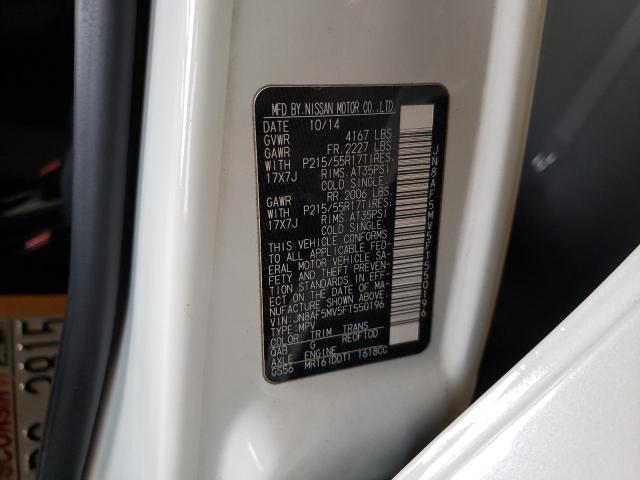 MFD BY NISSAN MOTOR CO.,LTD.
DATE 10/14
GVWR 4167 LBS
GAWR FR. 2227 LBS
WITH P215/55R17TIRES.
17X7J RIMS. AT35PSI
COLD SINGLE.
GAWR RR. 2006 LBS
WITH P215/55R17TIRES.
17X7J RIMS. AT35PSI
COLD SINGLE.
THIS VEHICLE CONFORMS
TO ALL APPLICABLE FED-
ERAL MOTOR VEHICLE SA-
FETY AND THEFT PREVEN-
TION STANDARDS IN EFF-
ECT ON THE DATE OF MA-
NUFACTURE SHOWN ABOVE.
VIN:JN8AF5MV5FT550196
TYPE:MPV
COLOR TRIM TRANS
QAB G RE0F10D
AXLE ENGINE
GS56 MR16(DDT) 1618CC
JN8AF5MV5FT550196
2815